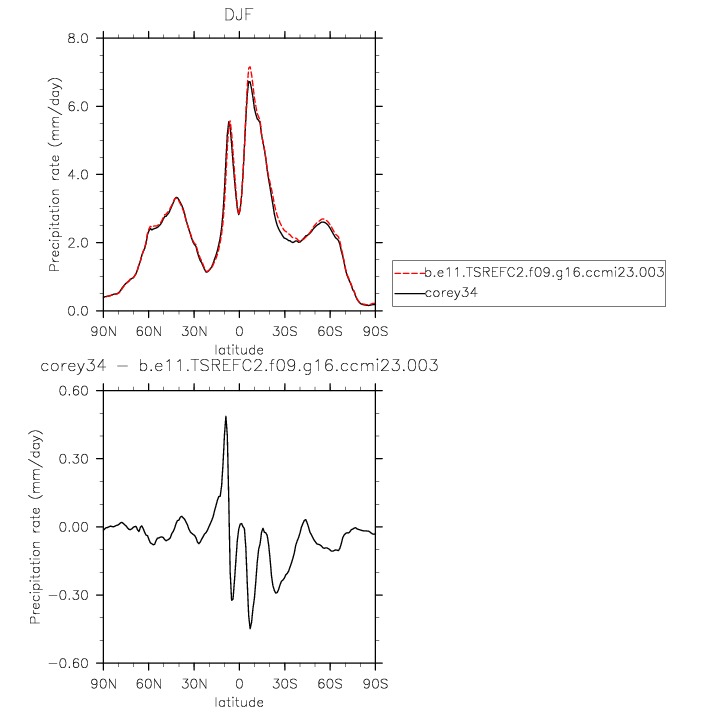 DJF
Precipitation rate (mm/day)
8.0
6.0
4.0
2.0
0.0
90N 60N 30N 0 30S 60S 90S
latitude
b.e11.TSREFC2.f09.g16.ccmi23.003
corey34
corey34 − b.e11.TSREFC2.f09.g16.ccmi23.003
Precipitation rate (mm/day)
0.60
0.30
0.00
−0.30
−0.60
90N 60N 30N 0 30S 60S 90S
latitude